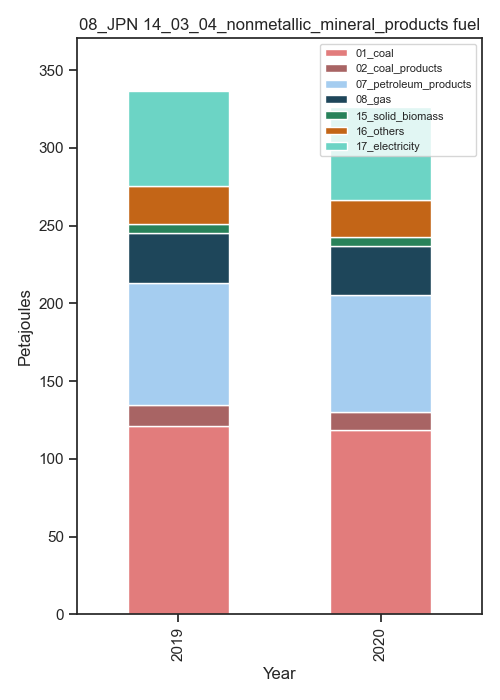 08_JPN 14_03_04_nonmetallic_mineral_products fuel
01_coal
02_coal_products
07_petroleum_products
08_gas
15_solid_biomass
16_others
17_electricity
350
300
250
200
150
100
50
0
Petajoules
2019
2020
Year